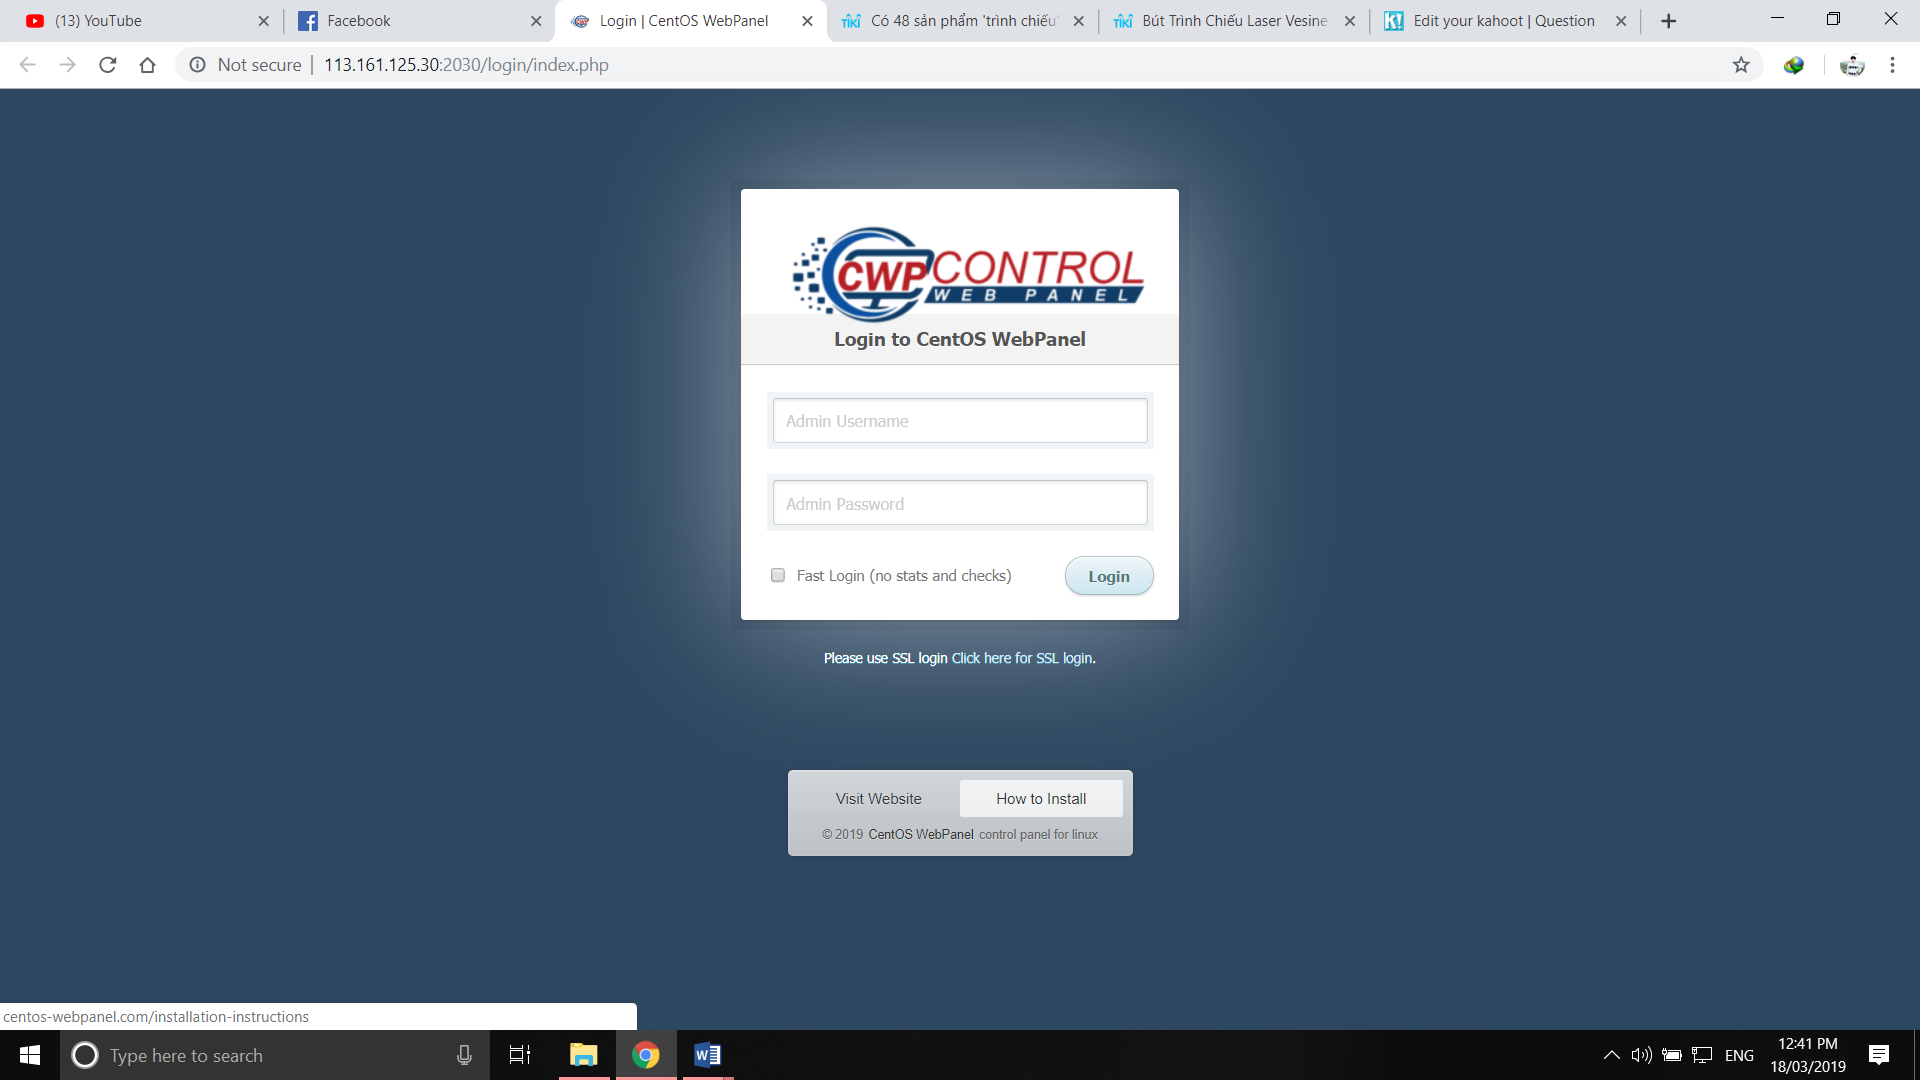 (13) YouTube
Facebook
Login | CentOS WebPanel
TIKI
Có 48 sản phẩm 'trình chiếu'
TIKI
Bút Trình Chiếu Laser Vesine
K!
Edit your kahoot | Question
Not secure | 113.161.125.30:2030/login/index.php
CWP CONTROL
WEB PANEL
Login to CentOS WebPanel
Admin Username
Admin Password
Fast Login (no stats and checks)
Login
Please use SSL login Click here for SSL login.
Visit Website
How to Install
© 2019 CentOS WebPanel control panel for linux
centos-webpanel.com/installation-instructions
Type here to search
ENG
12:41 PM
18/03/2019